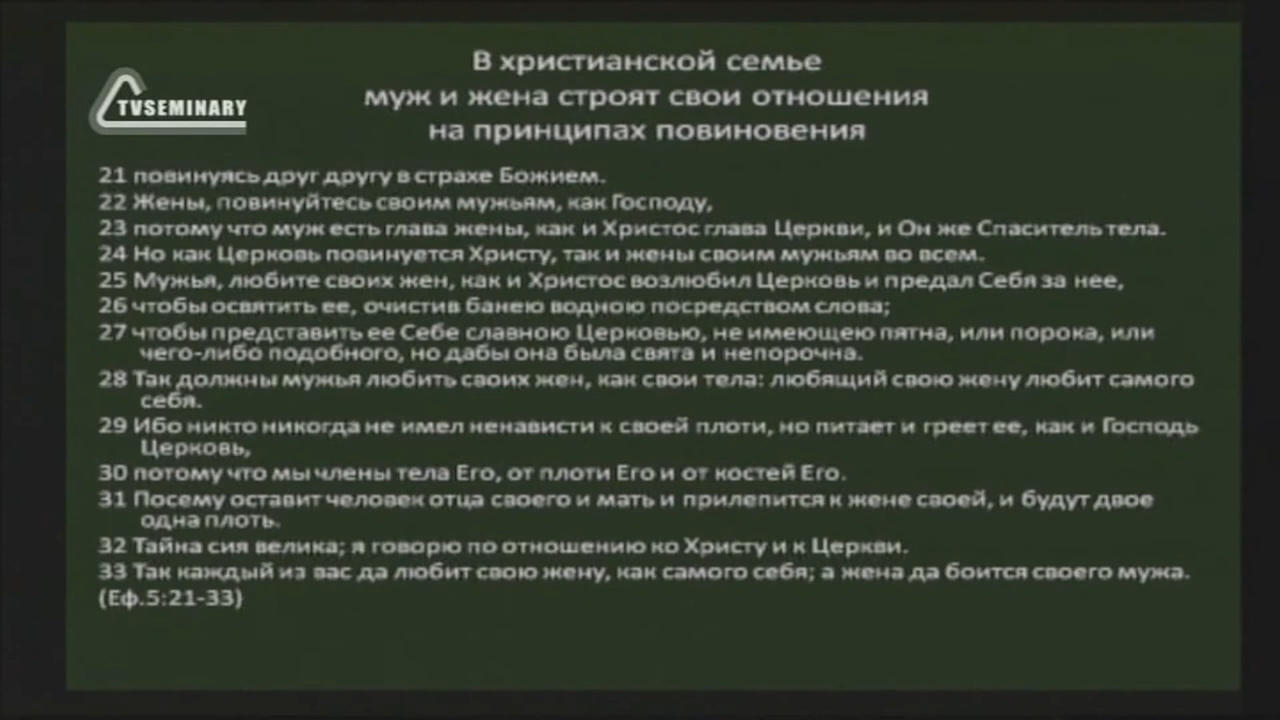 В христианской семье
муж и жена строят свои отношения
на принципах повиновения
TVSEMINARY
21 повинуясь друг другу в страхе Божием.
22 Жены, повинуйтесь своим мужьям, как Господу,
23 потому что муж есть глава жены, как и Христос глава Церкви, и Он же Спаситель тела.
24 Но как Церковь повинуется Христу, так и жены своим мужьям во всем.
25 Мужья, любите своих жен, как и Христос возлюбил Церковь и предал Себя за нее,
26 чтобы освятить ее, очистив банею водною посредством слова;
27 чтобы представить ее Себе славною Церковью, не имеющею пятна, или порока, или
чего-либо подобного, но дабы она была свята и непорочна.
28 Так должны мужья любить своих жен, как свои тела: любящий свою жену любит самого
себя.
29 Ибо никто никогда не имел ненависти к своей плоти, но питает и греет ее, как и Господь
Церковь,
30 потому что мы члены тела Его, от плоти Его и от костей Его.
31 Посему оставит человек отца своего и мать и прилепится к жене своей, и будут двое
одна плоть.
32 Тайна сия велика; я говорю по отношению ко Христу и к Церкви.
33 Так каждый из вас да любит свою жену, как самого себя; а жена да боится своего мужа.
(Еф.5:21-33)